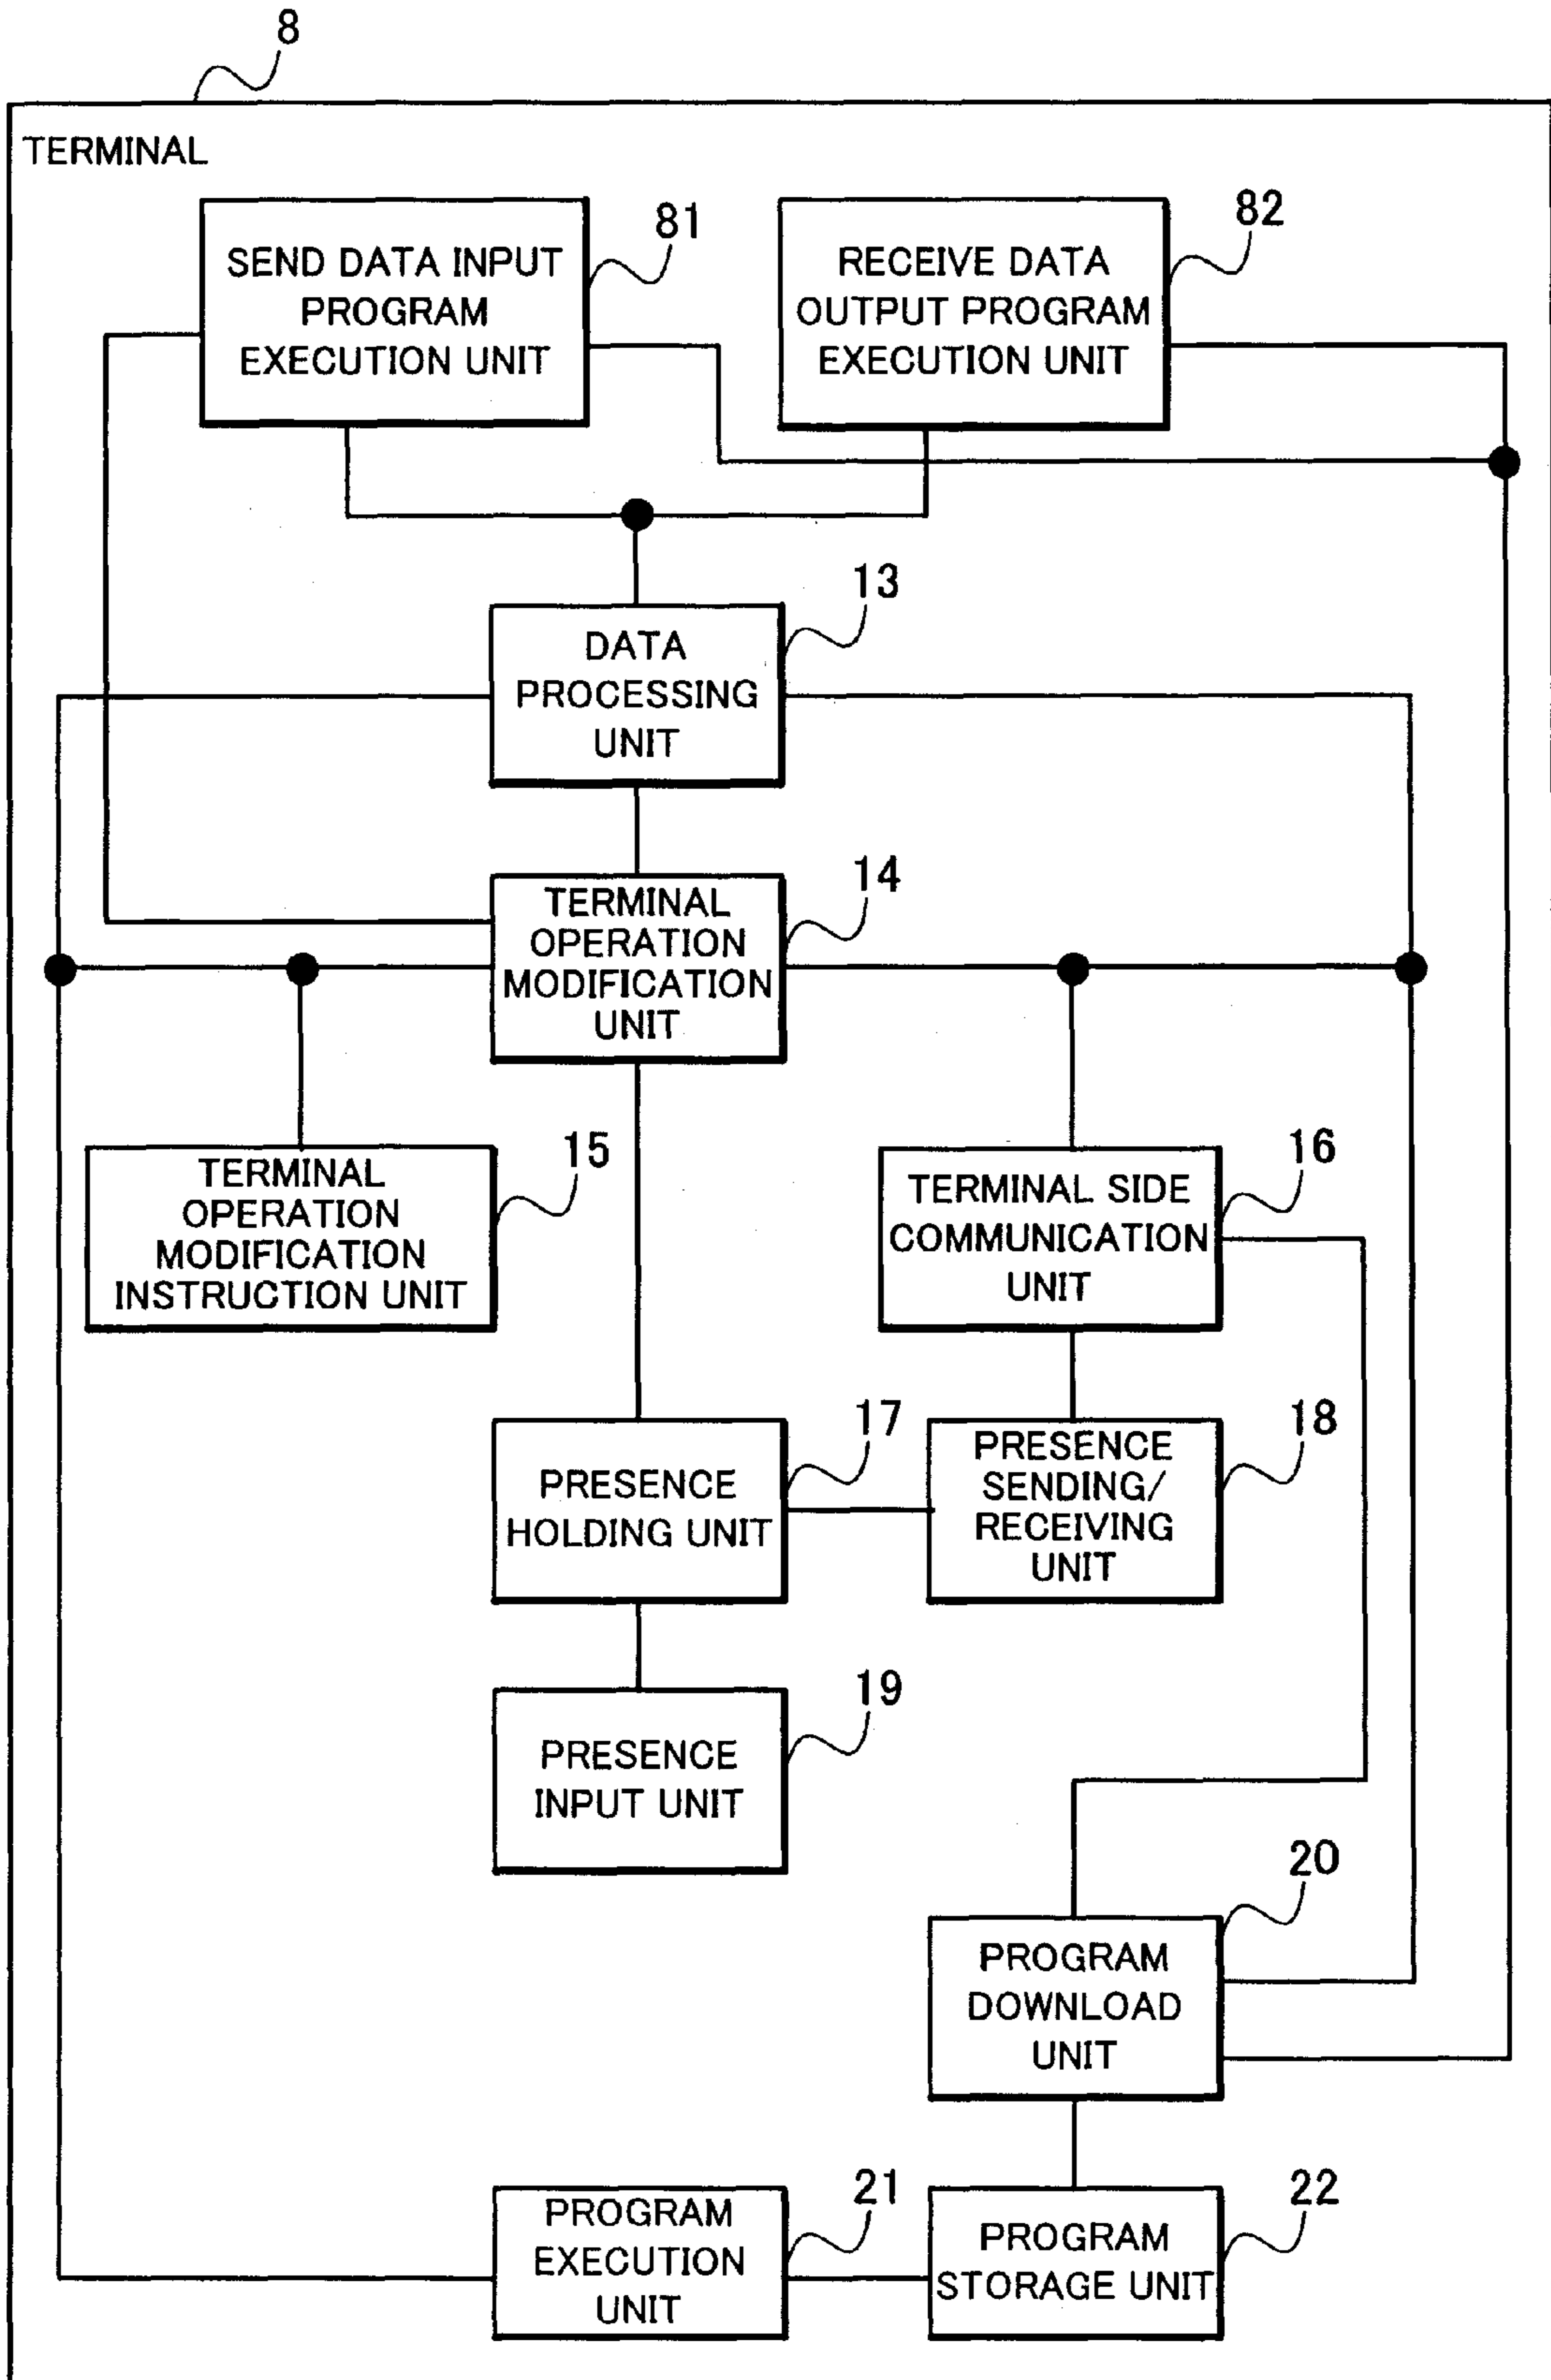 8
TERMINAL
SEND DATA INPUT
PROGRAM
EXECUTION UNIT
81
RECEIVE DATA
OUTPUT PROGRAM
EXECUTION UNIT
82
DATA
PROCESSING
UNIT
13
TERMINAL
OPERATION
MODIFICATION
UNIT
14
TERMINAL
OPERATION
MODIFICATION
INSTRUCTION UNIT
15
TERMINAL SIDE
COMMUNICATION
UNIT
16
PRESENCE
HOLDING UNIT
17
PRESENCE
SENDING/
RECEIVING
UNIT
18
PRESENCE
INPUT UNIT
19
PROGRAM
DOWNLOAD
UNIT
20
PROGRAM
EXECUTION
UNIT
21
PROGRAM
STORAGE UNIT
22